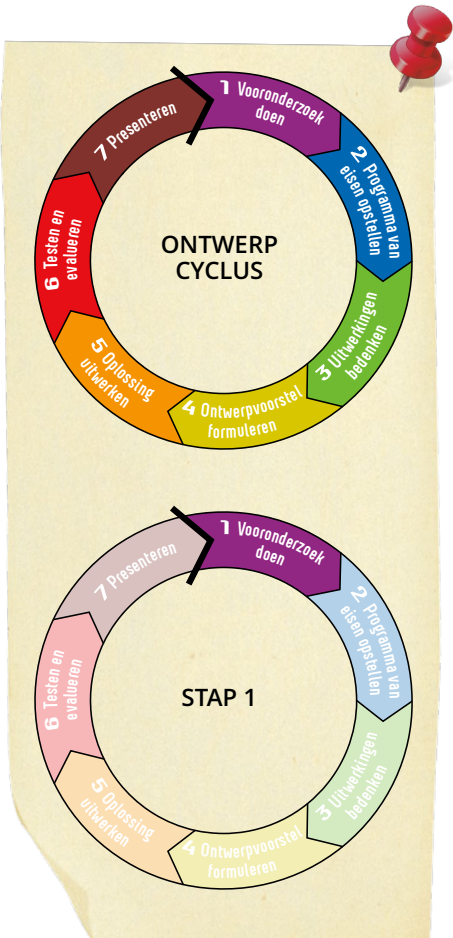 1 Vooronderzoek
doen
2 Programma van
eisen opstellen
3 Uitwerkingen
bedenken
4 Ontwerpvoorstel
formuleren
5 Oplossing
uitwerken
6 Testen en
evalueren
7 Presenteren
ONTWERP
CYCLUS
1 Vooronderzoek
doen
2 Programma van
eisen opstellen
3 Uitwerkingen
bedenken
4 Ontwerpvoorstel
formuleren
5 Oplossing
uitwerken
6 Testen en
evalueren
7 Presenteren
STAP 1